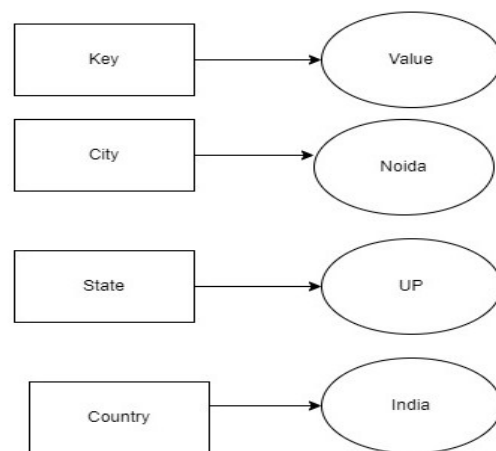 Key
Value
City
Noida
State
UP
Country
India